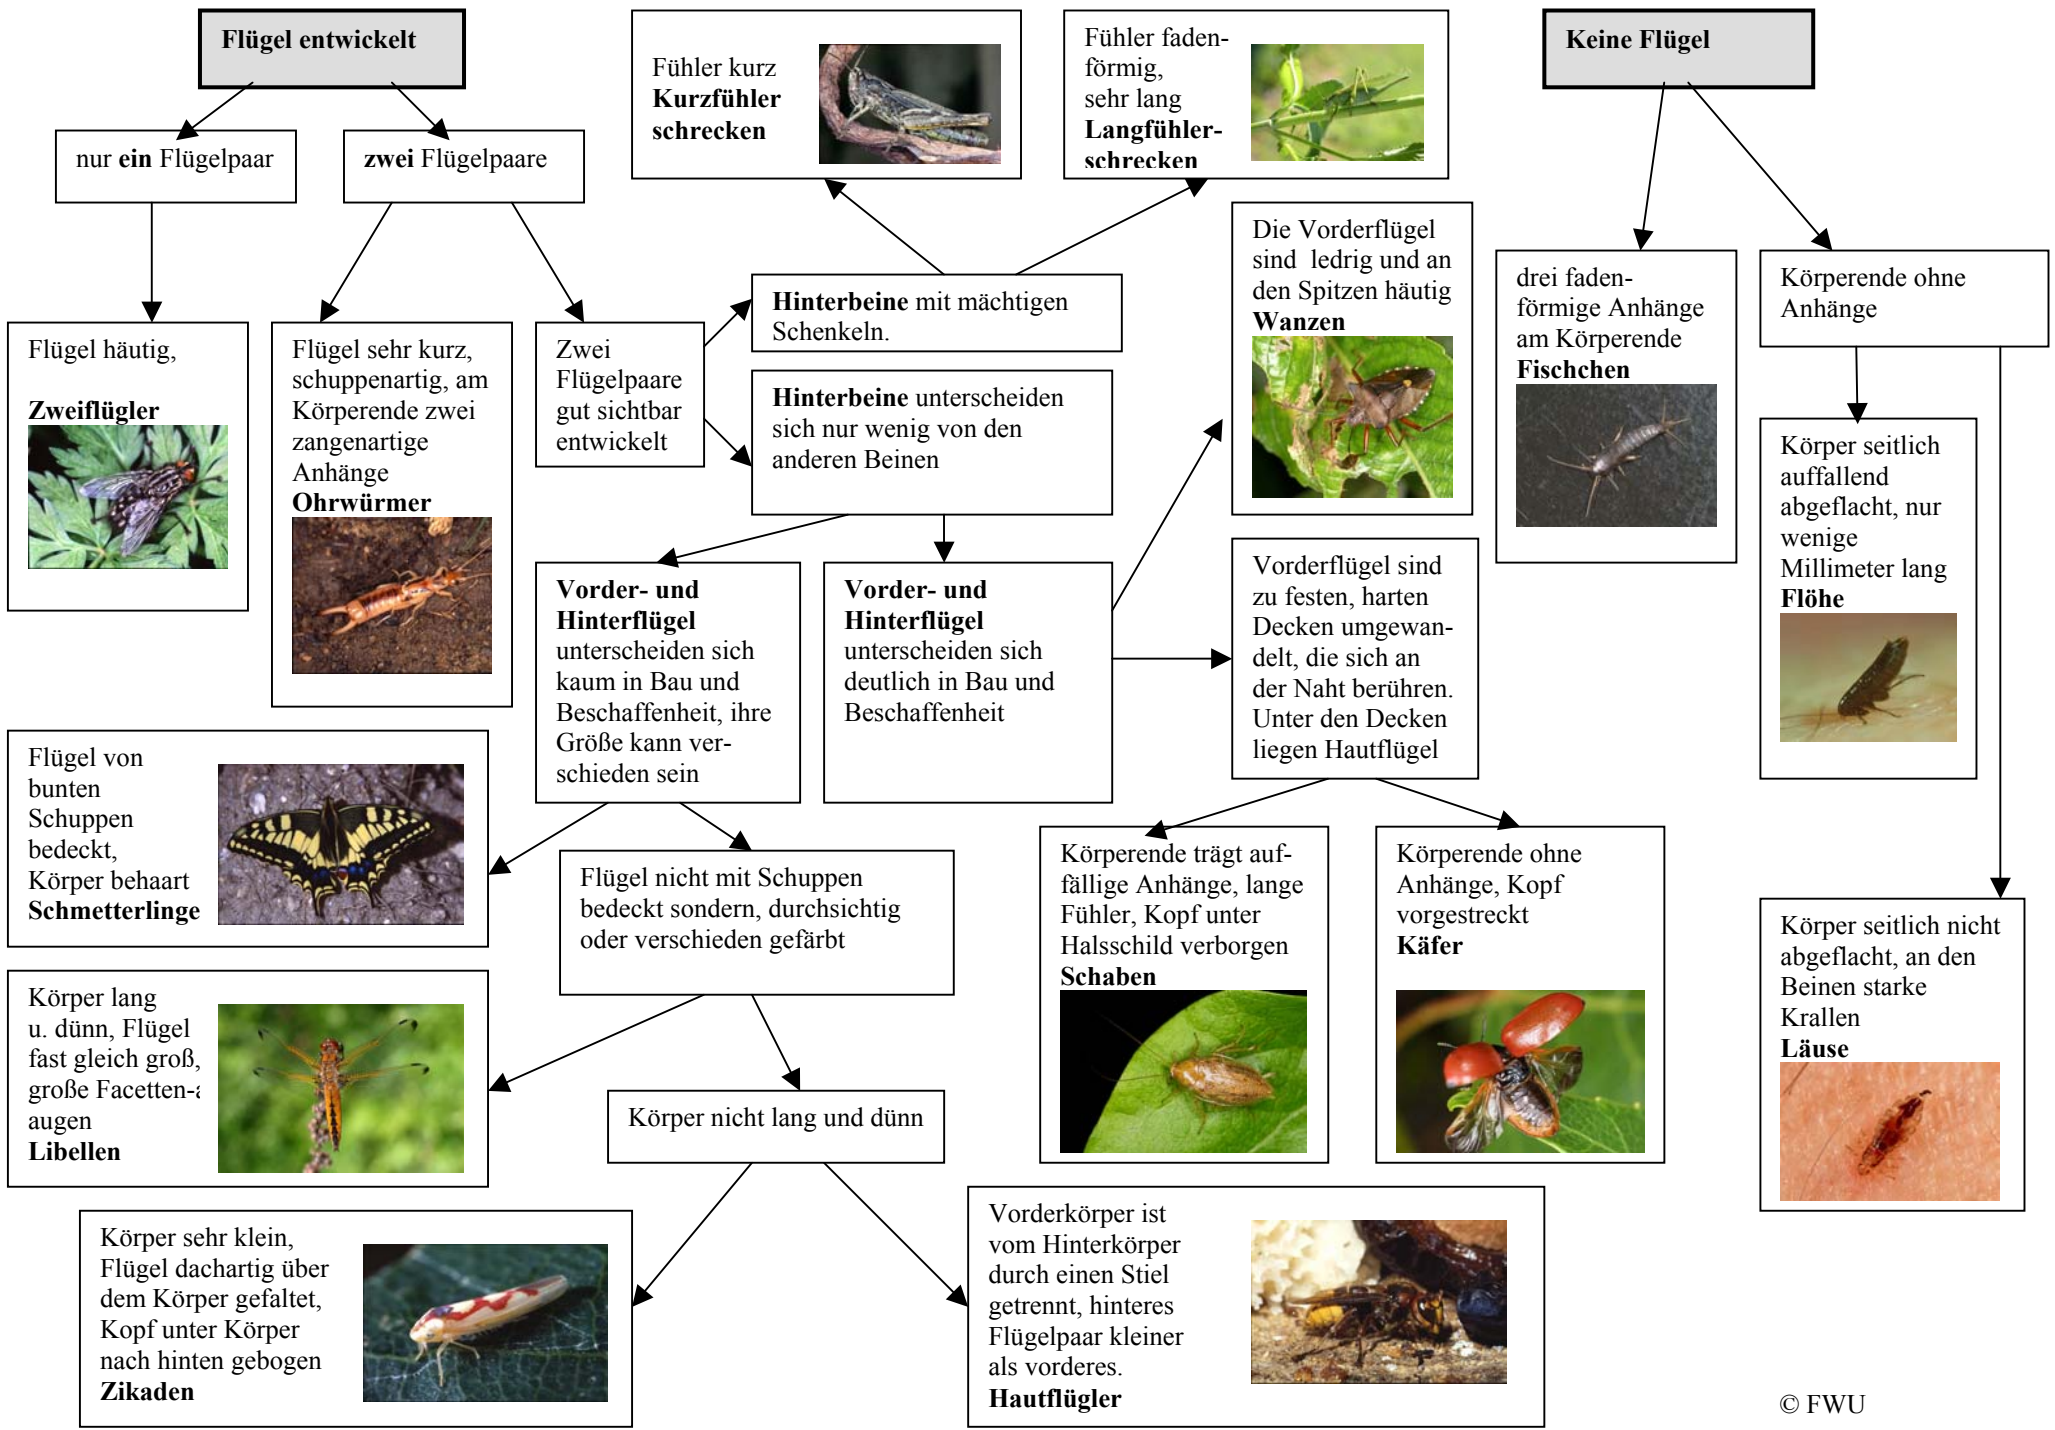 Flügel entwickelt
nur ein Flügelpaar
zwei Flügelpaare
Fühler kurz
Kurzfühler
schrecken
Fühler faden-
förmig,
sehr lang
Langfühler-
schrecken
Keine Flügel
Flügel häutig,
Zweiflügler
Flügel sehr kurz,
schuppenartig, am
Körperende zwei
zangenartige
Anhänge
Ohrwürmer
Zwei
Flügelpaare
gut sichtbar
entwickelt
Hinterbeine mit mächtigen
Schenkeln.
Hinterbeine unterscheiden
sich nur wenig von den
anderen Beinen
Die Vorderflügel
sind  ledrig und an
den Spitzen häutig
Wanzen
drei faden-
förmige Anhänge
am Körperende
Fischchen
Körperende ohne
Anhänge
Körper seitlich
auffallend
abgeflacht, nur
wenige
Millimeter lang
Flöhe
Vorder- und
Hinterflügel
unterscheiden sich
kaum in Bau und
Beschaffenheit, ihre
Größe kann ver-
schieden sein
Vorder- und
Hinterflügel
unterscheiden sich
deutlich in Bau und
Beschaffenheit
Vorderflügel sind
zu festen, harten
Decken umgewan-
delt, die sich an
der Naht berühren.
Unter den Decken
liegen Hautflügel
Flügel von
bunten
Schuppen
bedeckt,
Körper behaart
Schmetterlinge
Flügel nicht mit Schuppen
bedeckt sondern, durchsichtig
oder verschieden gefärbt
Körperende trägt auf-
fällige Anhänge, lange
Fühler, Kopf unter
Halsschild verborgen
Schaben
Körperende ohne
Anhänge, Kopf
vorgestreckt
Käfer
Körper seitlich nicht
abgeflacht, an den
Beinen starke
Krallen
Läuse
Körper lang
u. dünn, Flügel
fast gleich groß,
große Facetten-
augen
Libellen
Körper nicht lang und dünn
Körper sehr klein,
Flügel dachartig über
dem Körper gefaltet,
Kopf unter Körper
nach hinten gebogen
Zikaden
Vorderkörper ist
vom Hinterkörper
durch einen Stiel
getrennt, hinteres
Flügelpaar kleiner
als vorderes.
Hautflügler
© FWU